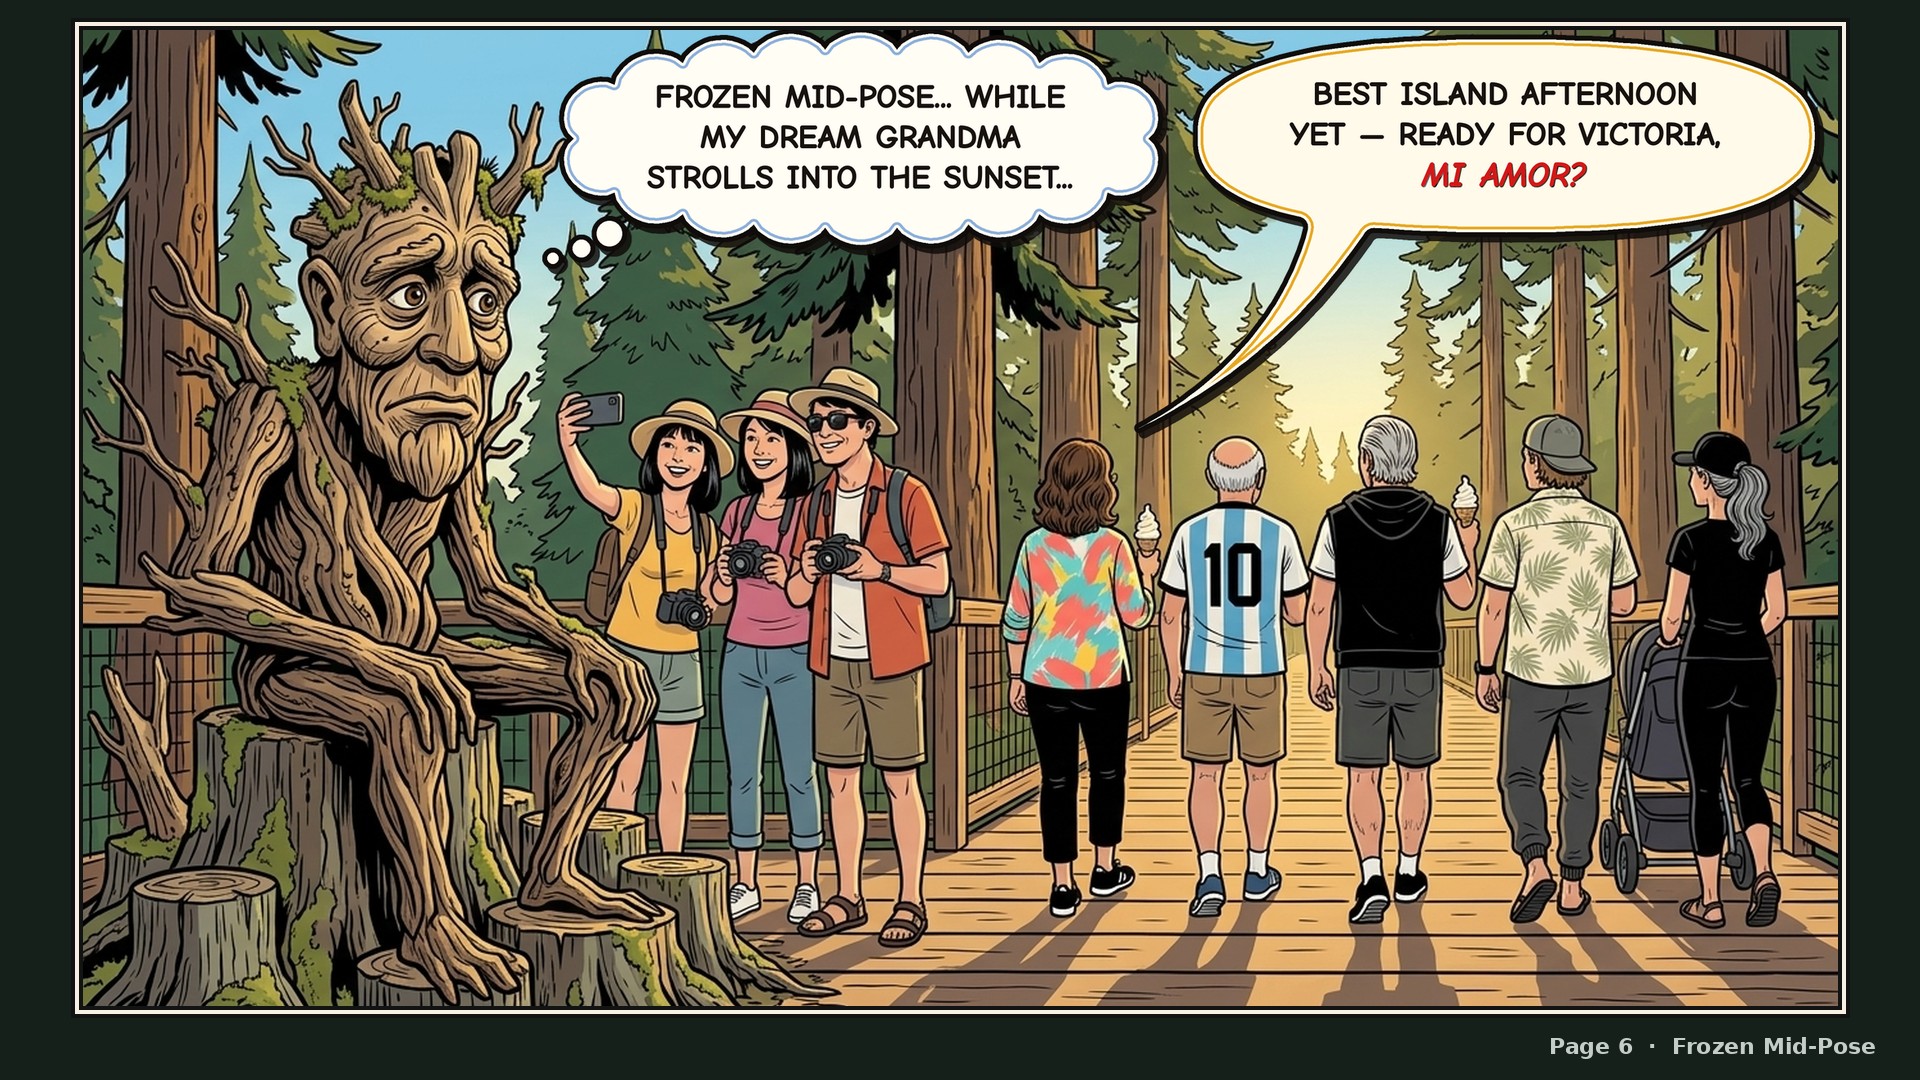 FROZEN MID-POSE... WHILE
MY DREAM GRANDMA
STROLLS INTO THE SUNSET...
BEST ISLAND AFTERNOON
YET — READY FOR VICTORIA,
MI AMOR?
10
Page 6 · Frozen Mid-Pose